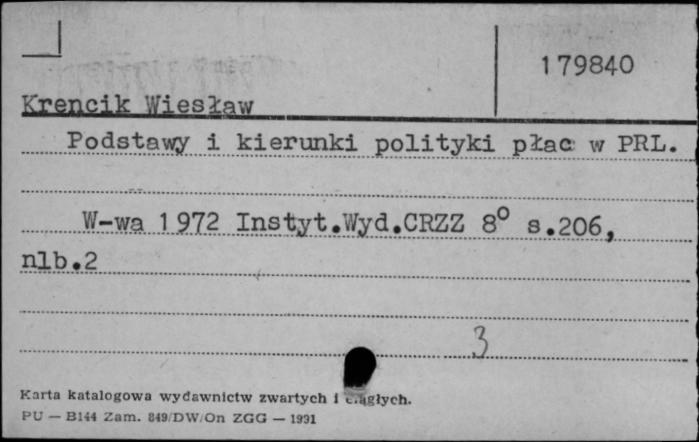 179840
Krencik Wiesław
Podstawy i kierunki polityki płac w PRL.
W-wa 1972 Instyt.Wyd.CRZZ 8° s.206,
nlb.2
3
Karta katalogowa wydawnictw zwartych i ciągłych.
PU — B144 Zam. 849/DW/On ZGG — 1991